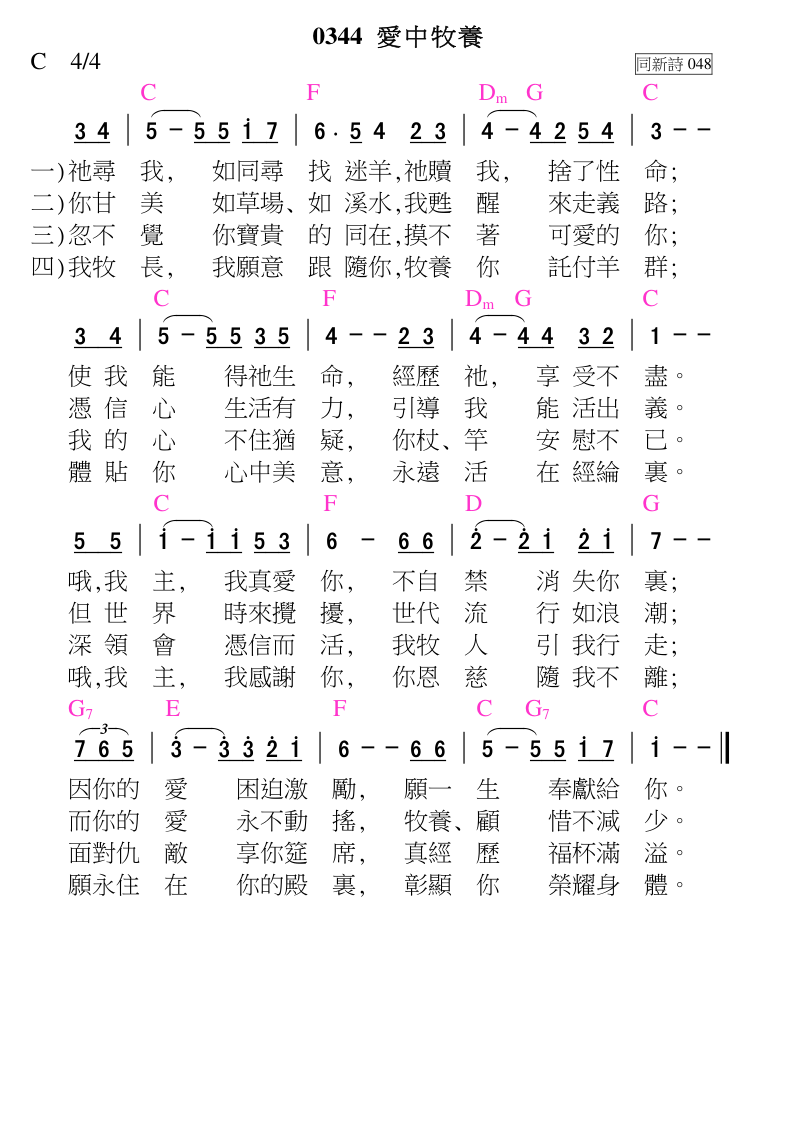 0344 愛中牧養
C 4/4 同新詩 048
C F Dm G C
3 4 | 5 - 5 5 i 7 | 6 . 5 4 2 3 | 4 - 4 2 5 4 | 3 - -
一)祂尋 我, 如同尋 找 迷羊,祂贖 我, 捨了性 命;
二)你甘 美 如草場、如 溪水,我甦 醒 來走義 路;
三)忽不 覺 你寶貴 的 同在,摸不 著 可愛的 你;
四)我牧 長, 我願意 跟 隨你,牧養 你 託付羊 群;
C F Dm G C
3 4 | 5 - 5 5 3 5 | 4 - - 2 3 | 4 - 4 4 3 2 | 1 - -
使 我 能 得祂生 命, 經歷 祂, 享 受不 盡。
憑 信 心 生活有 力, 引導 我 能 活出 義。
我 的 心 不住猶 疑, 你杖、竿 安 慰不 已。
體 貼 你 心中美 意, 永遠 活 在 經綸 裏。
C F D G
5 5 | i - i i 5 3 | 6 - 6 6 | 2̇ - 2̇ i 2̇ i | 7 - -
哦,我 主, 我真愛 你, 不自 禁 消 失你 裏;
但 世 界 時來攪 擾, 世代 流 行 如浪 潮;
深 領 會 憑信而 活, 我牧 人 引 我行 走;
哦,我 主, 我感謝 你, 你恩 慈 隨 我不 離;
G7 E F C G7 C
3
7 6 5 | 3̇ - 3̇ 3̇ 2̇ i | 6 - - 6 6 | 5 - 5 5 i 7 | i - - ‖
因你的 愛 困迫激 勵, 願一 生 奉獻給 你。
而你的 愛 永不動 搖, 牧養、顧 惜不減 少。
面對仇 敵 享你筵 席, 真經 歷 福杯滿 溢。
願永住 在 你的殿 裏, 彰顯 你 榮耀身 體。